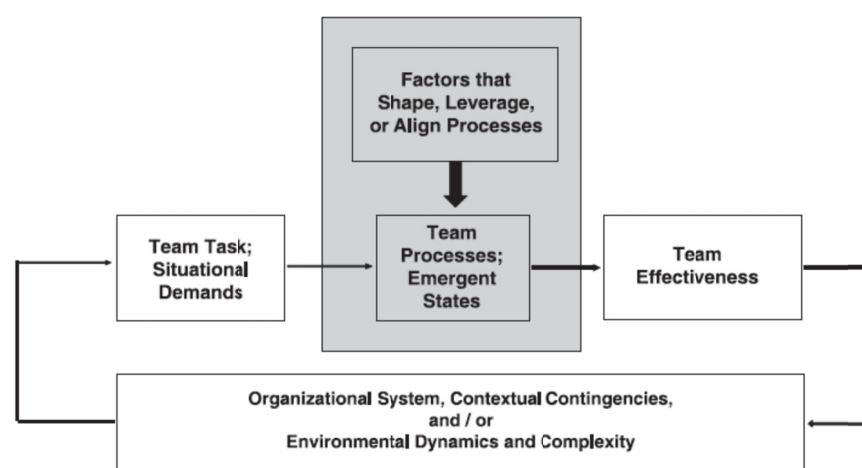 Factors that
Shape, Leverage,
or Align Processes
Team Task;
Situational
Demands
Team
Processes;
Emergent
States
Team
Effectiveness
Organizational System, Contextual Contingencies,
and / or
Environmental Dynamics and Complexity